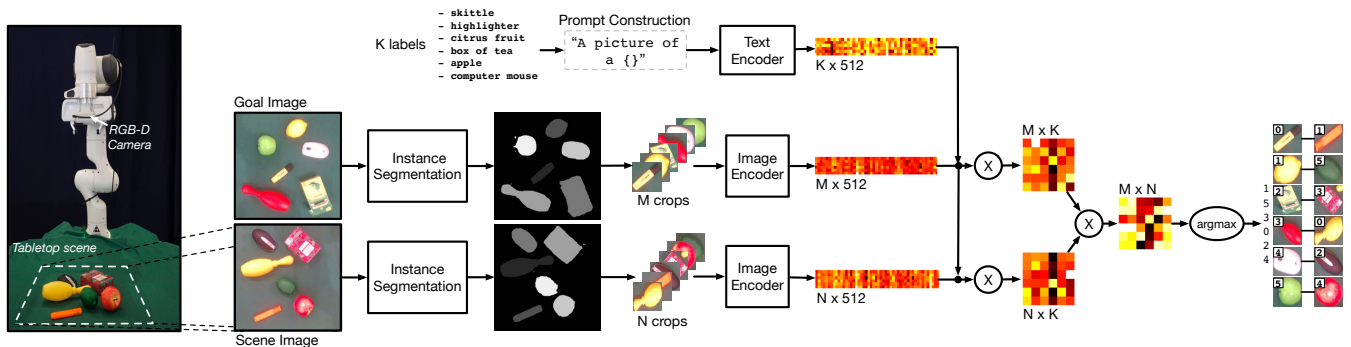 RGB-D
Camera
Tabletop scene
K labels
– skittle
– highlighter
– citrus fruit
– box of tea
– apple
– computer mouse
Prompt Construction
“A picture of
a {}”
Text
Encoder
K x 512
Goal Image
Instance
Segmentation
M crops
Image
Encoder
M x 512
X
M x K
Scene Image
Instance
Segmentation
N crops
Image
Encoder
N x 512
X
N x K
X
M x N
argmax
1
5
3
0
2
4
0 1
1 5
2 3
3 0
4 2
5 4